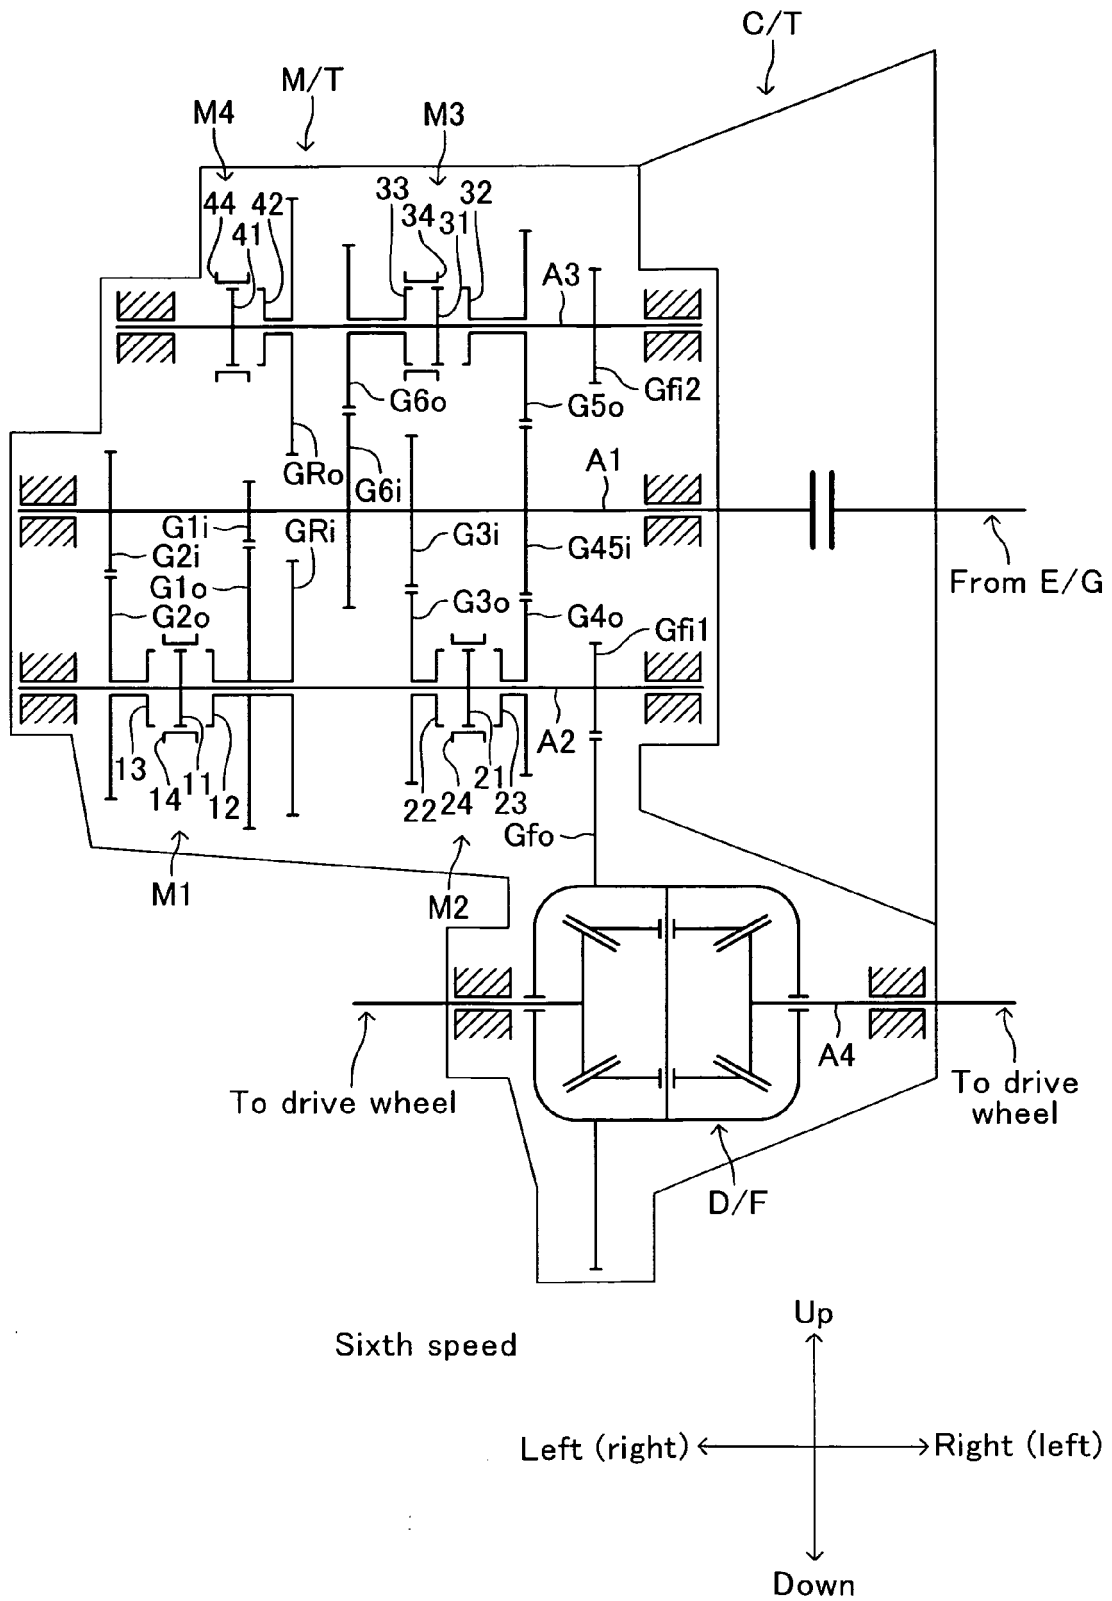 C/T
M/T
M4
M3
33
32
44
42
34
31
41
A3
G6o
G5o
Gfi2
GRo
G6i
A1
G1i
GRi
G3i
G45i
G2i
G1o
G3o
G4o
From E/G
G2o
Gfi1
A2
13
14
11
12
22
24
21
23
Gfo
M1
M2
A4
To drive wheel
To drive
wheel
D/F
Up
Sixth speed
Left (right)
Right (left)
Down